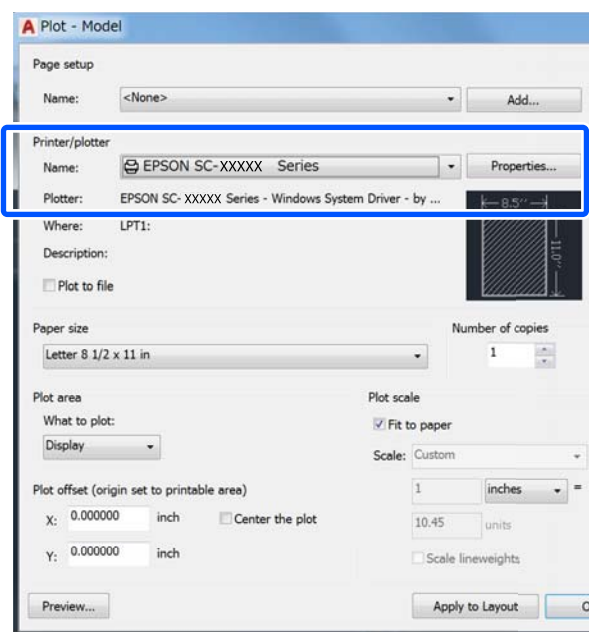 Plot - Model
Page setup
Name: <None> Add...
Printer/plotter
Name: EPSON SC-XXXXX Series Properties...
Plotter: EPSON SC- XXXXX Series - Windows System Driver - by ...
8.5''
Where: LPT1:
11.0''
Description:
Plot to file
Paper size Number of copies
Letter 8 1/2 x 11 in 1
Plot area Plot scale
What to plot: Fit to paper
Display Scale: Custom
Plot offset (origin set to printable area) 1 inches =
X: 0.000000 inch Center the plot 10.45 units
Y: 0.000000 inch Scale lineweights
Preview... Apply to Layout